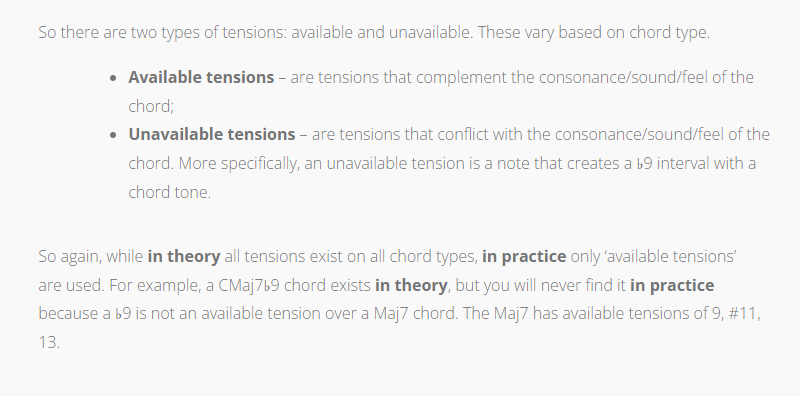 So there are two types of tensions: available and unavailable. These vary based on chord type.
• Available tensions – are tensions that complement the consonance/sound/feel of the
chord;
• Unavailable tensions – are tensions that conflict with the consonance/sound/feel of the
chord. More specifically, an unavailable tension is a note that creates a ♭9 interval with a
chord tone.
So again, while in theory all tensions exist on all chord types, in practice only ‘available tensions’
are used. For example, a CMaj7♭9 chord exists in theory, but you will never find it in practice
because a ♭9 is not an available tension over a Maj7 chord. The Maj7 has available tensions of 9, #11,
13.